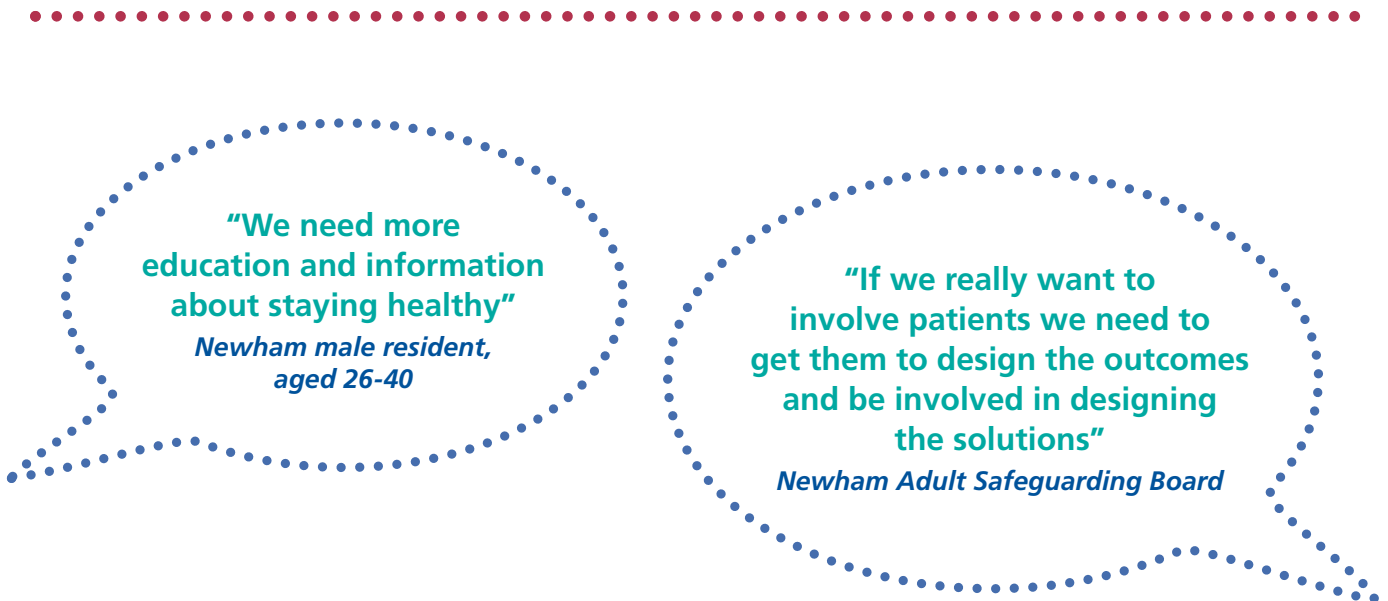 "We need more
education and information
about staying healthy"
Newham male resident,
aged 26-40
"If we really want to
involve patients we need to
get them to design the outcomes
and be involved in designing
the solutions"
Newham Adult Safeguarding Board